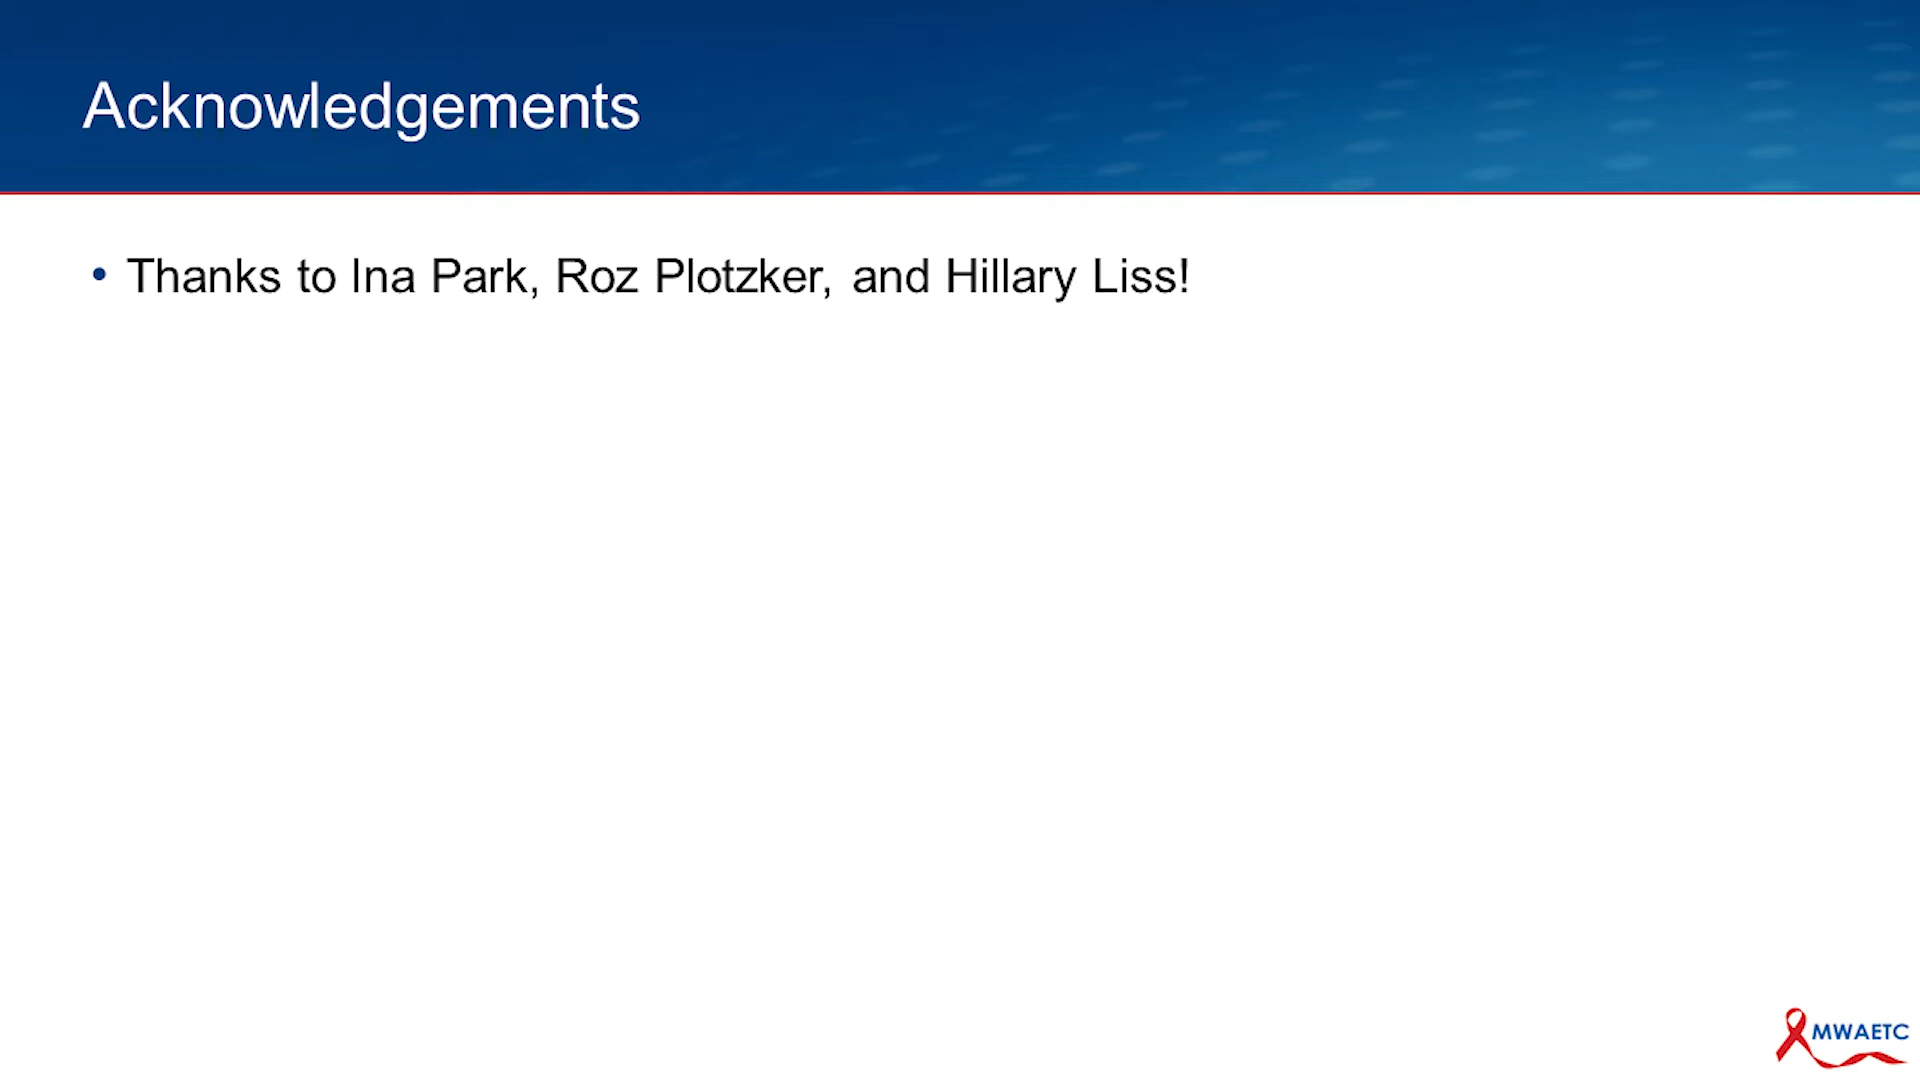 Acknowledgements
• Thanks to Ina Park, Roz Plotzker, and Hillary Liss!
MWAETC